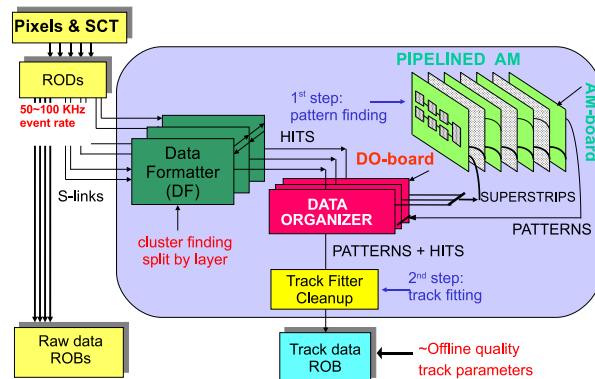 Pixels & SCT
RODs
50~100 KHz
event rate
S-links
Raw data
ROBs
Data
Formatter
(DF)
cluster finding
split by layer
HITS
1st step:
pattern finding
PIPELINED AM
AM-board
DO-board
DATA
ORGANIZER
SUPERSTRIPS
PATTERNS
PATTERNS + HITS
Track Fitter
Cleanup
2nd step:
track fitting
Track data
ROB
~Offline quality
track parameters